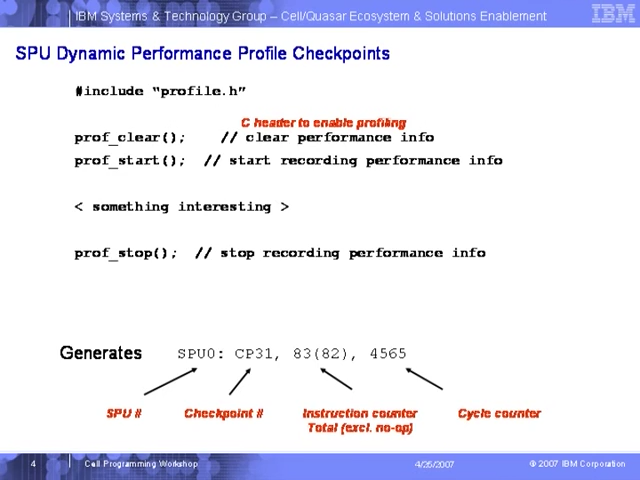 IBM Systems & Technology Group – Cell/Quasar Ecosystem & Solutions Enablement
IBM
SPU Dynamic Performance Profile Checkpoints
#include “profile.h”
C header to enable profiling
prof_clear(); // clear performance info
prof_start(); // start recording performance info
< something interesting >
prof_stop(); // stop recording performance info
Generates SPU0: CP31, 83(82), 4565
SPU # Checkpoint # Instruction counter Cycle counter
Total (excl. no-op)
4 Cell Programming Workshop 4/26/2007 © 2007 IBM Corporation